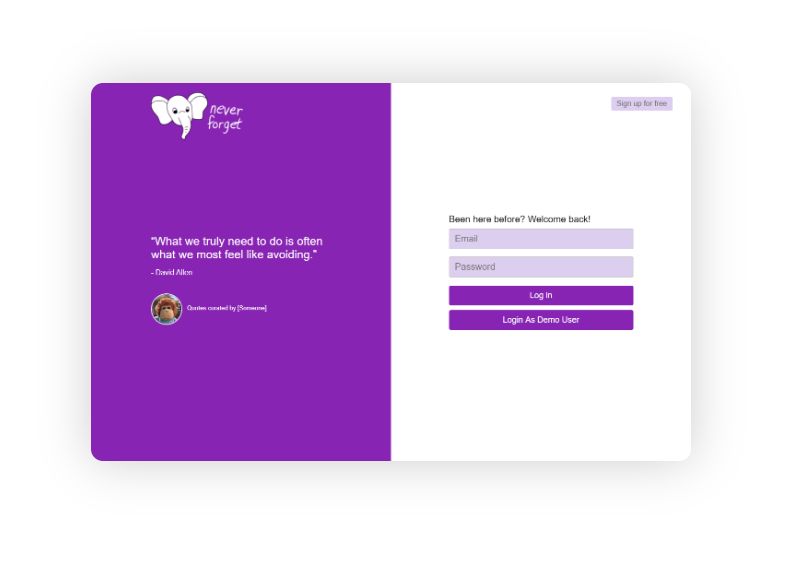 never
forget
Sign up for free
"What we truly need to do is often
what we most feel like avoiding."
- David Allen
Quotes curated by [Someone]
Been here before? Welcome back!
Email
Password
Log in
Login As Demo User